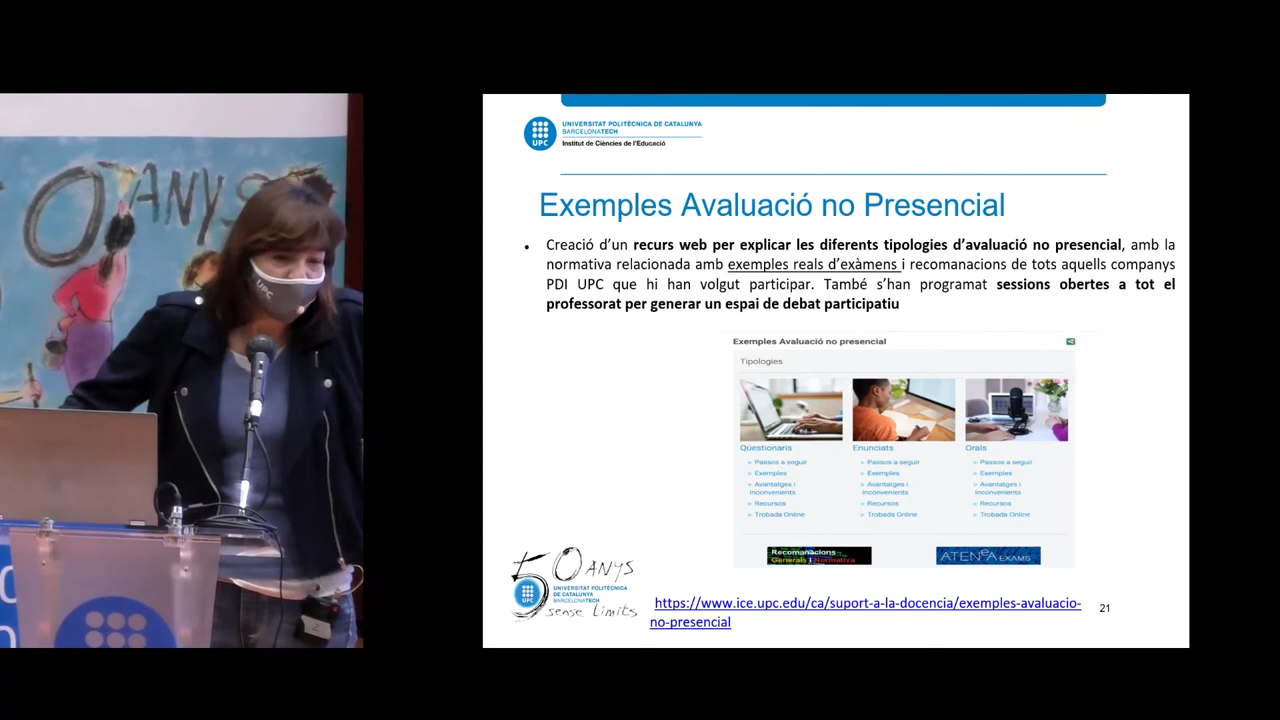 O ANYS
UPC
UPC
UNIVERSITAT POLITÈCNICA DE CATALUNYA
BARCELONATECH
Institut de Ciències de l'Educació
Exemples Avaluació no Presencial
• Creació d'un recurs web per explicar les diferents tipologies d'avaluació no presencial, amb la
normativa relacionada amb exemples reals d'exàmens i recomanacions de tots aquells companys
PDI UPC que hi han volgut participar. També s'han programat sessions obertes a tot el
professorat per generar un espai de debat participatiu
Exemples Avaluació no presencial
Tipologies
Qüestionaris
» Passos a seguir
» Exemples
» Avantatges i
Inconvenients
» Recursos
» Trobada Online
Enunciats
» Passos a seguir
» Exemples
» Avantatges i
Inconvenients
» Recursos
» Trobada Online
Orals
» Passos a seguir
» Exemples
» Avantatges i
Inconvenients
» Recursos
» Trobada Online
Recomanacions
Generals i Normativa
ATENEA EXAMS
50 ANYS
UPC
UNIVERSITAT POLITÈCNICA
DE CATALUNYA
BARCELONATECH
sense límits
https://www.ice.upc.edu/ca/suport-a-la-docencia/exemples-avaluacio-
no-presencial
21
UPC